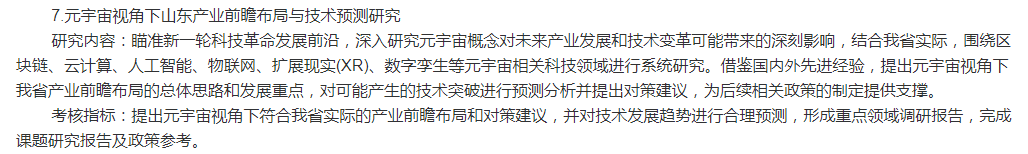 7.元宇宙视角下山东产业前瞻布局与技术预测研究
研究内容：瞄准新一轮科技革命发展前沿，深入研究元宇宙概念对未来产业发展和技术变革可能带来的深刻影响，结合我省实际，围绕区
块链、云计算、人工智能、物联网、扩展现实(XR)、数字孪生等元宇宙相关科技领域进行系统研究。借鉴国内外先进经验，提出元宇宙视角下
我省产业前瞻布局的总体思路和发展重点，对可能产生的技术突破进行预测分析并提出对策建议，为后续相关政策的制定提供支撑。
考核指标：提出元宇宙视角下符合我省实际的产业前瞻布局和对策建议，并对技术发展趋势进行合理预测，形成重点领域调研报告，完成
课题研究报告及政策参考。